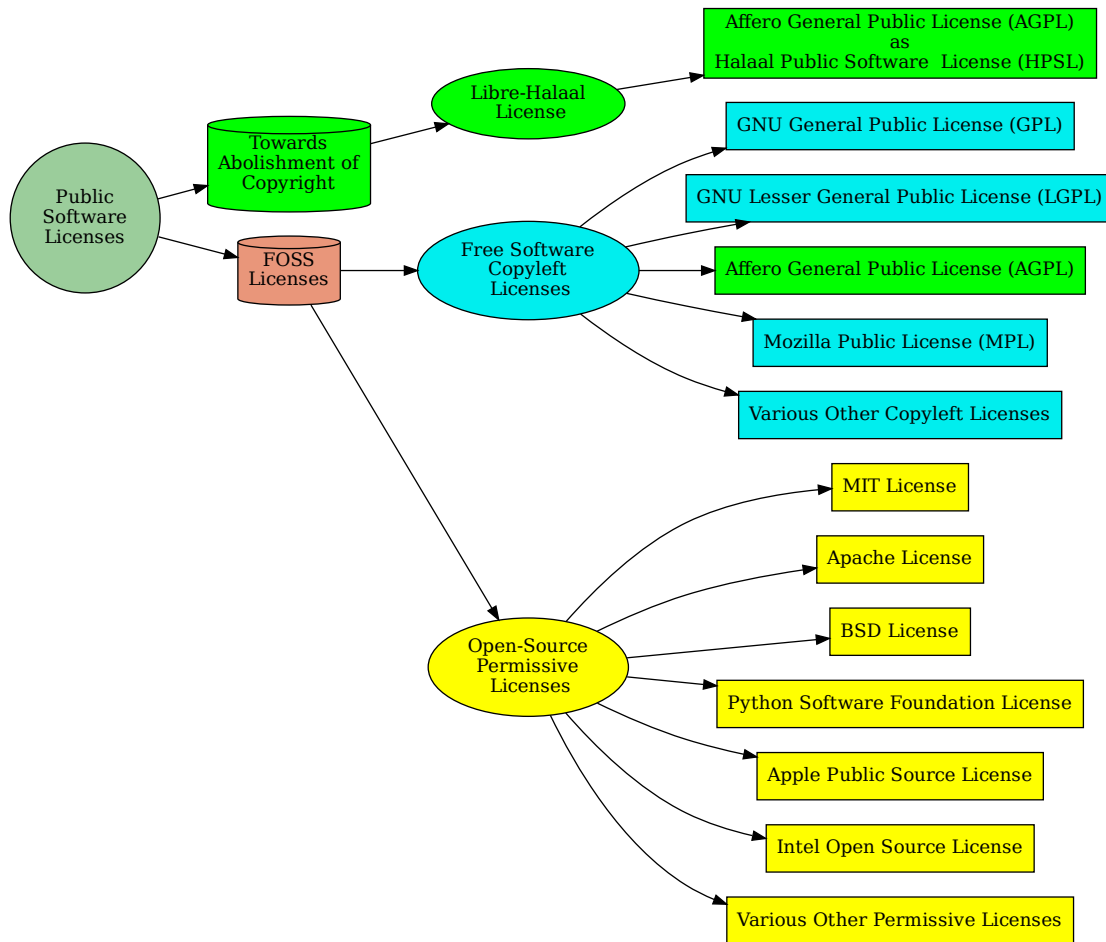 Public
Software
Licenses
Towards
Abolishment of
Copyright
Libre-Halaal
License
Affero General Public License (AGPL)
as
Halaal Public Software  License (HPSL)
FOSS
Licenses
Free Software
Copyleft
Licenses
GNU General Public License (GPL)
GNU Lesser General Public License (LGPL)
Affero General Public License (AGPL)
Mozilla Public License (MPL)
Various Other Copyleft Licenses
Open-Source
Permissive
Licenses
MIT License
Apache License
BSD License
Python Software Foundation License
Apple Public Source License
Intel Open Source License
Various Other Permissive Licenses